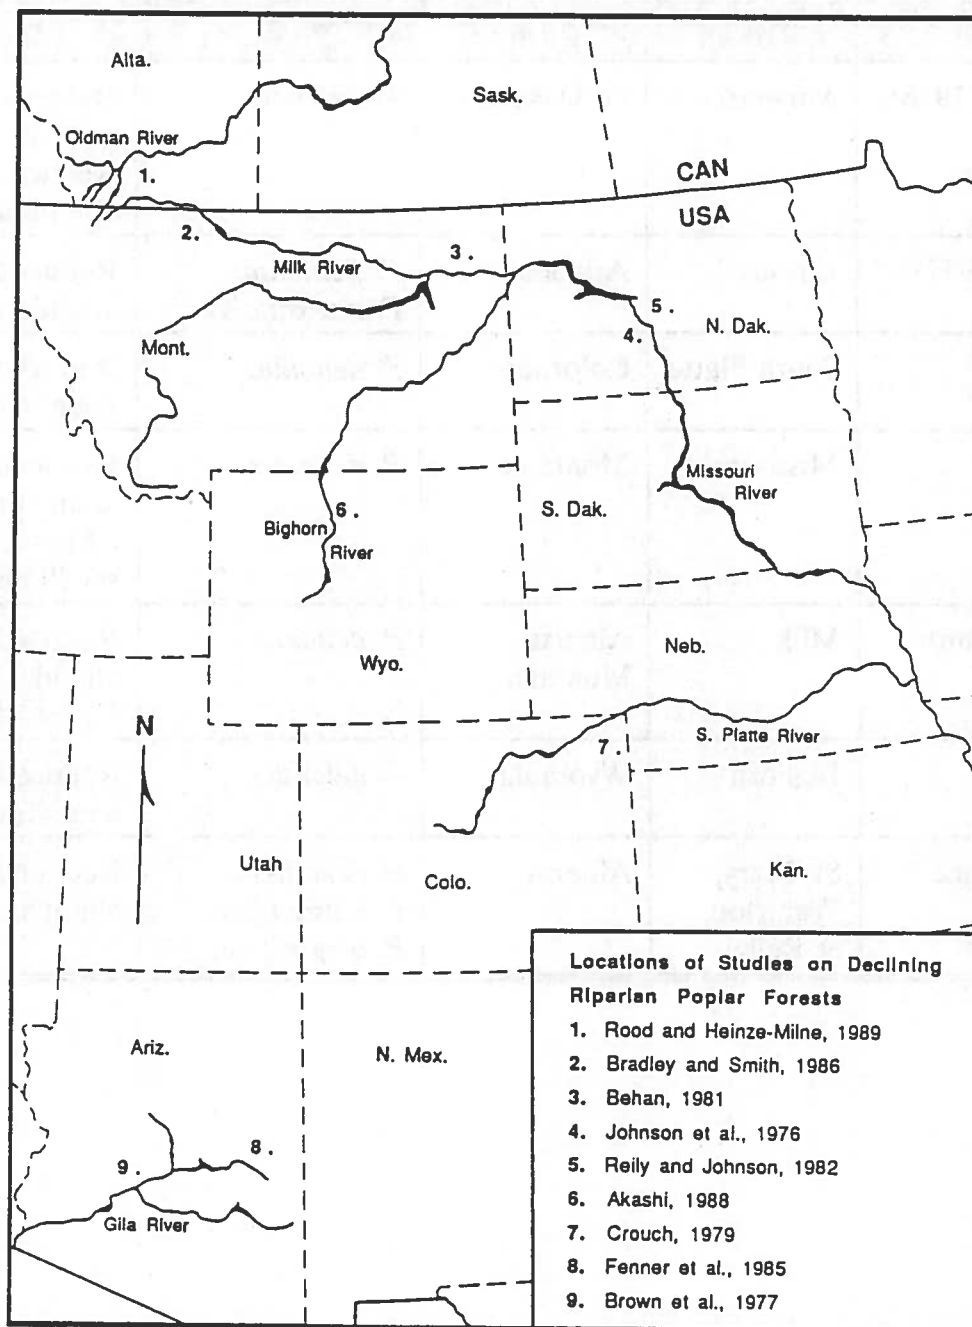 Alta.
Sask.
Oldman River
1.
CAN
USA
2.
3.
Milk River
5.
4.
N. Dak.
Mont.
Missouri
River
6.
S. Dak.
Bighorn
River
Neb.
Wyo.
N
7.
S. Platte River
Utah
Colo.
Kan.
Locations of Studies on Declining
Riparian Poplar Forests
1. Rood and Heinze-Milne, 1989
2. Bradley and Smith, 1986
3. Behan, 1981
4. Johnson et al., 1976
5. Reily and Johnson, 1982
6. Akashi, 1988
7. Crouch, 1979
8. Fenner et al., 1985
9. Brown et al., 1977
Ariz.
N. Mex.
8.
9.
Gila River